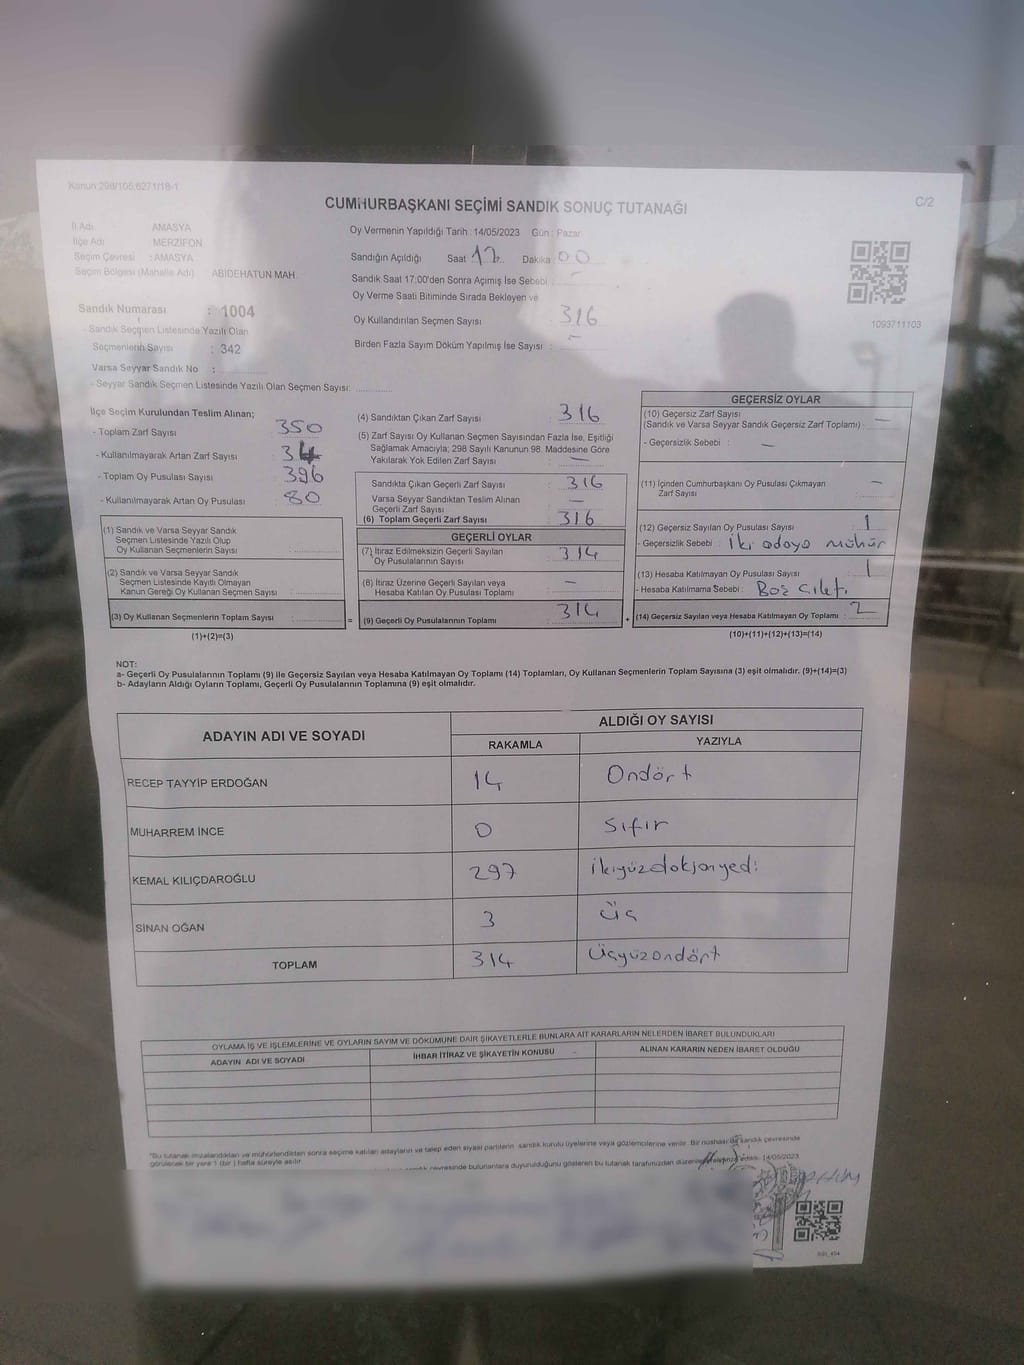 Kanun:298/105,6271/18-1
C/2
CUMHURBAŞKANI SEÇİMİ SANDIK SONUÇ TUTANAĞI
İl Adı AMASYA
İlçe Adı MERZİFON
Seçim Çevresi : AMASYA
Seçim Bölgesi (Mahalle Adı) ABİDEHATUN MAH.
Oy Vermenin Yapıldığı Tarih : 14/05/2023 Gün : Pazar
Sandığın Açıldığı Saat 17 Dakika 00
Sandık Saat 17:00'den Sonra Açımış İse Sebebi : -
Oy Verme Saati Bitiminde Sırada Bekleyen ve
Oy Kullandırılan Seçmen Sayısı 316
Birden Fazla Sayım Döküm Yapılmış İse Sayısı : -
1093711103
Sandık Numarası : 1004
- Sandık Seçmen Listesinde Yazılı Olan
Seçmenlerin Sayısı : 342
Varsa Seyyar Sandık No :
- Seyyar Sandık Seçmen Listesinde Yazılı Olan Seçmen Sayısı:
İlçe Seçim Kurulundan Teslim Alınan;
- Toplam Zarf Sayısı 350
- Kullanılmayarak Artan Zarf Sayısı 34
- Toplam Oy Pusulası Sayısı 396
- Kullanılmayarak Artan Oy Pusulası 80
(1) Sandık ve Varsa Seyyar Sandık
Seçmen Listesinde Yazılı Olup
Oy Kullanan Seçmenlerin Sayısı :
(2) Sandık ve Varsa Seyyar Sandık
Seçmen Listesinde Kayıtlı Olmayan
Kanun Gereği Oy Kullanan Seçmen Sayısı :
(3) Oy Kullanan Seçmenlerin Toplam Sayısı :
(1)+(2)=(3)
(4) Sandıktan Çıkan Zarf Sayısı : 316
(5) Zarf Sayısı Oy Kullanan Seçmen Sayısından Fazla İse, Eşitliği
Sağlamak Amacıyla; 298 Sayılı Kanunun 98. Maddesine Göre
Yakılarak Yok Edilen Zarf Sayısı : -
Sandıkta Çıkan Geçerli Zarf Sayısı : 316
Varsa Seyyar Sandıktan Teslim Alınan
Geçerli Zarf Sayısı : -
(6) Toplam Geçerli Zarf Sayısı : 316
GEÇERLİ OYLAR
(7) İtiraz Edilmeksizin Geçerli Sayılan
Oy Pusulalarının Sayısı : 314
(8) İtiraz Üzerine Geçerli Sayılan veya
Hesaba Katılan Oy Pusulası Toplamı : -
= (9) Geçerli Oy Pusulalarının Toplamı : 314
GEÇERSİZ OYLAR
(10) Geçersiz Zarf Sayısı
(Sandık ve Varsa Seyyar Sandık Geçersiz Zarf Toplamı) : -
- Geçersizlik Sebebi : -
(11) İçinden Cumhurbaşkanı Oy Pusulası Çıkmayan
Zarf Sayısı : -
(12) Geçersiz Sayılan Oy Pusulası Sayısı : 1
- Geçersizlik Sebebi : İki adaya mühür
(13) Hesaba Katılmayan Oy Pusulası Sayısı : 1
- Hesaba Katılmama Sebebi :
+ (14) Geçersiz Sayılan veya Hesaba Katılmayan Oy Toplamı : 2
(10)+(11)+(12)+(13)=(14)
NOT:
a- Geçerli Oy Pusulalarının Toplamı (9) ile Geçersiz Sayılan veya Hesaba Katılmayan Oy Toplamı (14) Toplamları, Oy Kullanan Seçmenlerin Toplam Sayısına (3) eşit olmalıdır. (9)+(14)=(3)
b- Adayların Aldığı Oyların Toplamı, Geçerli Oy Pusulalarının Toplamına (9) eşit olmalıdır.
ADAYIN ADI VE SOYADI
ALDIĞI OY SAYISI
RAKAMLA YAZIYLA
RECEP TAYYİP ERDOĞAN 14 Ondört
MUHARREM İNCE 0 Sıfır
KEMAL KILIÇDAROĞLU 297 İkiyüzdoksanyedi
SİNAN OĞAN 3 Üç
TOPLAM 314 Üçyüzondört
OYLAMA İŞ VE İŞLEMLERİNE VE OYLARIN SAYIM VE DÖKÜMÜNE DAİR ŞİKAYETLERLE BUNLARA AİT KARARLARIN NELERDEN İBARET BULUNDUKLARI
ADAYIN ADI VE SOYADI İHBAR İTİRAZ VE ŞİKAYETİN KONUSU ALINAN KARARIN NEDEN İBARET OLDUĞU
"Bu tutanak imzalandıktan ve mühürlendikten sonra seçime katılan adayların ve talep eden siyasi partilerin sandık kurulu üyelerine veya gözlemcilerine verilir. Bir nüshası da sandık çevresinde
görülecek bir yere 1 (bir) hafta süreyle asılır.
sandık çevresinde bulunanlara duyurulduğunu gösteren bu tutanak tarafımızdan 14/05/2023